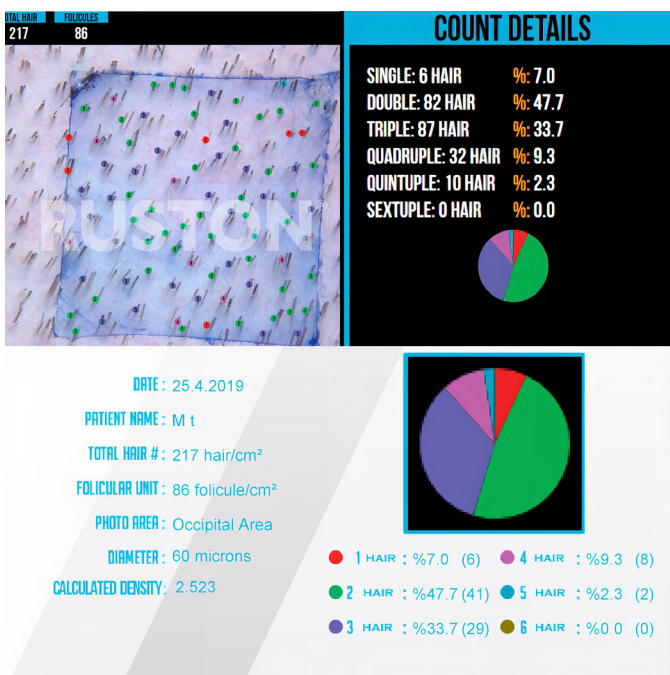 TOTAL HAIR FOLICULES
217 86
COUNT DETAILS
SINGLE: 6 HAIR %: 7.0
DOUBLE: 82 HAIR %: 47.7
TRIPLE: 87 HAIR %: 33.7
QUADRUPLE: 32 HAIR %: 9.3
QUINTUPLE: 10 HAIR %: 2.3
SEXTUPLE: 0 HAIR %: 0.0
RUSTON
DATE : 25.4.2019
PATIENT NAME : M t
TOTAL HAIR # : 217 hair/cm²
FOLICULAR UNIT : 86 folicule/cm²
PHOTO AREA : Occipital Area
DIAMETER : 60 microns
CALCULATED DENSITY : 2.523
1 HAIR : %7.0 (6) 4 HAIR : %9.3 (8)
2 HAIR : %47.7 (41) 5 HAIR : %2.3 (2)
3 HAIR : %33.7 (29) 6 HAIR : %0.0 (0)